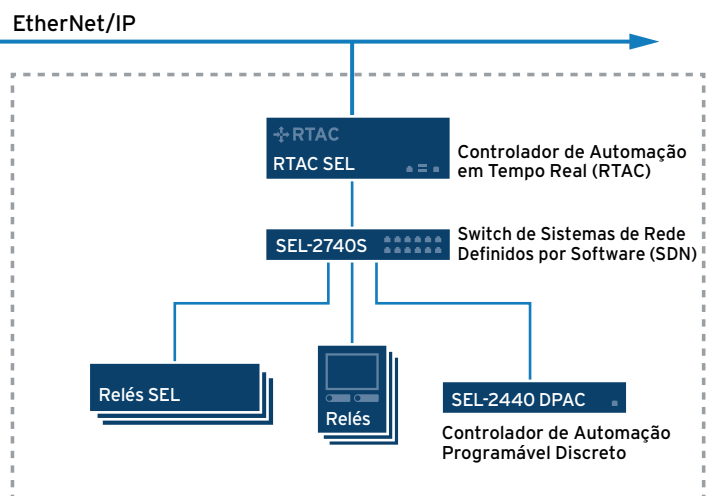 EtherNet/IP
RTAC
RTAC SEL
Controlador de Automação
em Tempo Real (RTAC)
SEL-2740S
Switch de Sistemas de Rede
Definidos por Software (SDN)
Relés SEL
Relés
SEL-2440 DPAC
Controlador de Automação
Programável Discreto